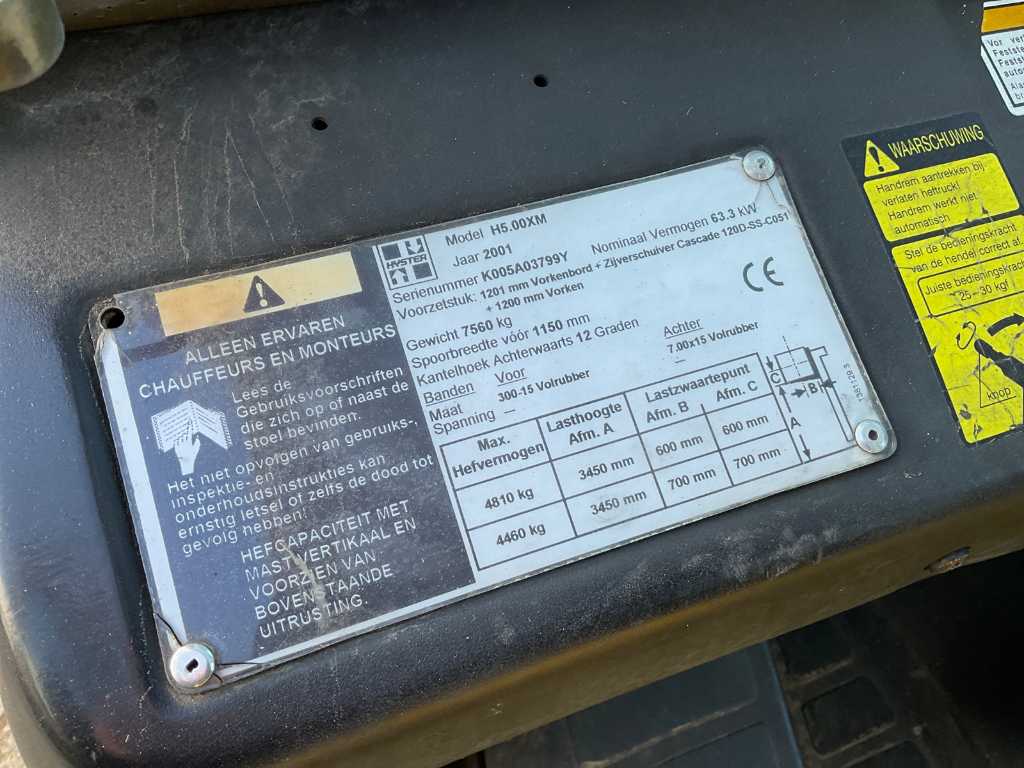 ALLEEN ERVAREN
CHAUFFEURS EN MONTEURS
Lees de
Gebruiksvoorschriften
die zich op of naast de
stoel bevinden.
Het niet opvolgen van gebruiks-,
inspektie- en
onderhoudsinstrukties kan
ernstig letsel of zelfs de dood tot
gevolg hebben!
HEFCAPACITEIT MET
MAST VERTIKAAL EN
VOORZIEN VAN
BOVENSTAANDE
UITRUSTING.
HYSTER
Model H5.00XM
Jaar 2001
Serienummer K005A03799Y Nominaal Vermogen 63.3 kW
Voorzetstuk: 1201 mm Vorkenbord + Zijverschuiver Cascade 120D-SS-C051
+ 1200 mm Vorken
Gewicht 7560 kg
Spoorbreedte vóór 1150 mm
Kantelhoek Achterwaarts 12 Graden
Banden Voor Achter
Maat 300-15 Volrubber 7.00x15 Volrubber
Spanning — —
Max. Hefvermogen Lasthoogte Afm. A Lastzwaartepunt Afm. B Afm. C
4810 kg 3450 mm 600 mm 600 mm
4460 kg 3450 mm 700 mm 700 mm
C
B
A
WAARSCHUWING
Handrem aantrekken bij
verlaten heftruck!
Handrem werkt niet
automatisch
Stel de bedieningskracht
van de hendel correct
Juiste bedieningskracht
25 – 30 kgf
knop
Vor